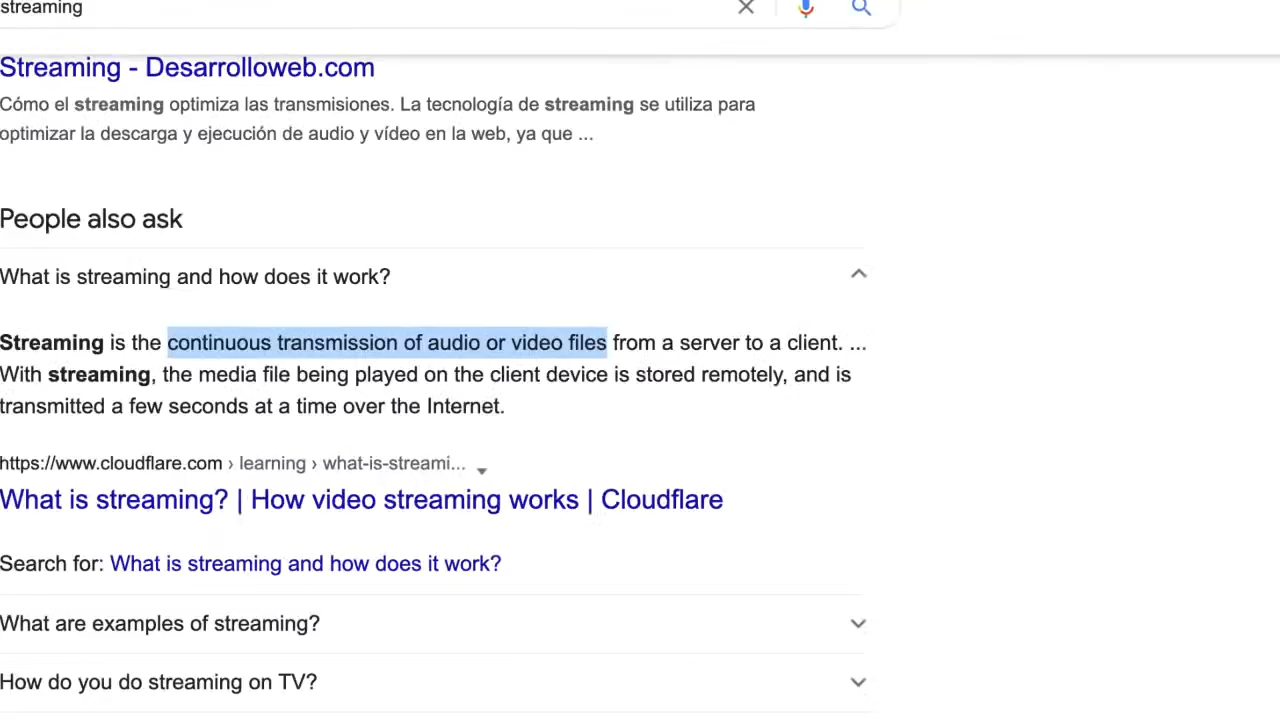 streaming
Streaming - Desarrolloweb.com
Cómo el streaming optimiza las transmisiones. La tecnología de streaming se utiliza para
optimizar la descarga y ejecución de audio y vídeo en la web, ya que ...
People also ask
What is streaming and how does it work?
Streaming is the continuous transmission of audio or video files from a server to a client. ...
With streaming, the media file being played on the client device is stored remotely, and is
transmitted a few seconds at a time over the Internet.
https://www.cloudflare.com › learning › what-is-streami...
What is streaming? | How video streaming works | Cloudflare
Search for: What is streaming and how does it work?
What are examples of streaming?
How do you do streaming on TV?